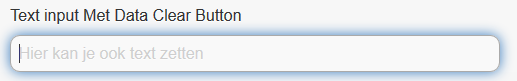 Text input Met Data Clear Button
Hier kan je ook text zetten